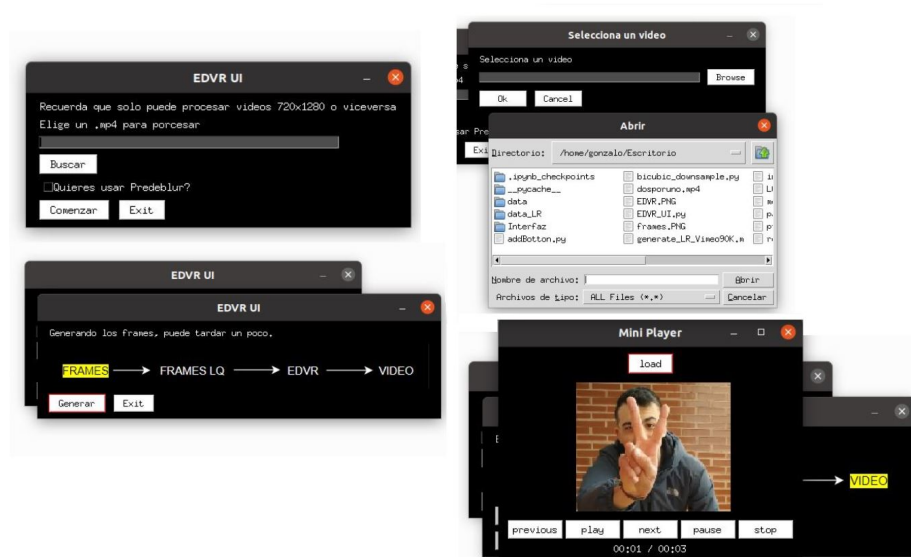 EDVR UI
Recuerda que solo puede procesar videos 720x1280 o viceversa
Elige un .mp4 para porcesar
Buscar
Quieres usar Predeblur?
Comenzar Exit
EDVR UI
EDVR UI
Generando los frames, puede tardar un poco.
FRAMES FRAMES LQ EDVR VIDEO
Generar Exit
Selecciona un video
Selecciona un video
Browse
Ok Cancel
Abrir
Directorio: /home/gonzalo/Escritorio
.ipynb_checkpoints bicubic_downsample.py
__pycache__ dosporuno.mp4
data EDVR.PNG
data_LR EDVR_UI.py
Interfaz frames.PNG
addBotton.py generate_LR_Vimeo90K.m
Nombre de archivo: Abrir
Archivos de tipo: ALL Files (*.*) Cancelar
Mini Player
load
previous play next pause stop
00:01 / 00:03
VIDEO